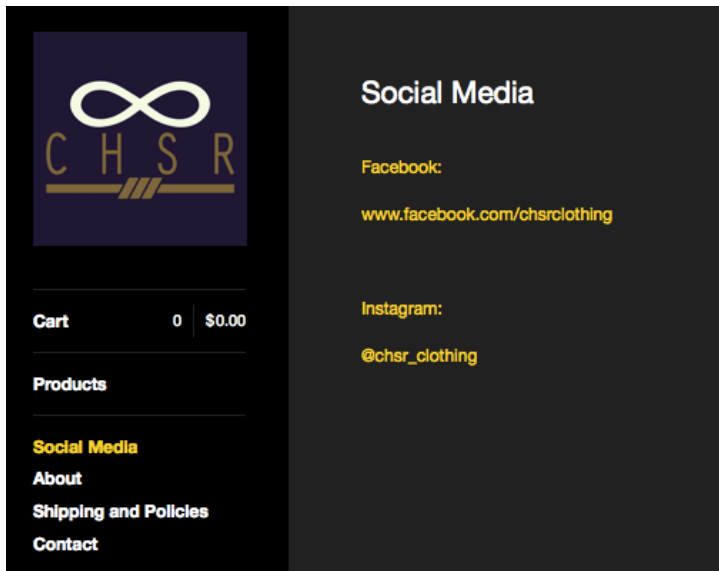 CHSR
Cart 0 $0.00
Products
Social Media
About
Shipping and Policies
Contact
Social Media
Facebook:
www.facebook.com/chsrclothing
Instagram:
@chsr_clothing